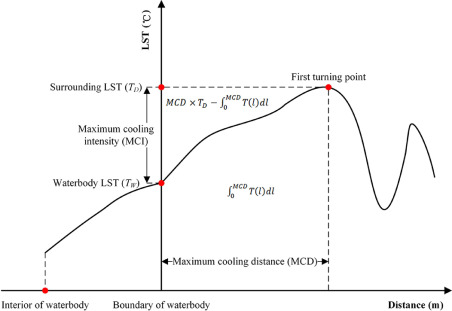 LST (℃)
First turning point
Surrounding LST (T_D)
MCD × T_D − ∫_0^{MCD} T(l)dl
Maximum cooling
intensity (MCI)
Waterbody LST (T_W)
∫_0^{MCD} T(l)dl
Maximum cooling distance (MCD)
Interior of waterbody
Boundary of waterbody
Distance (m)